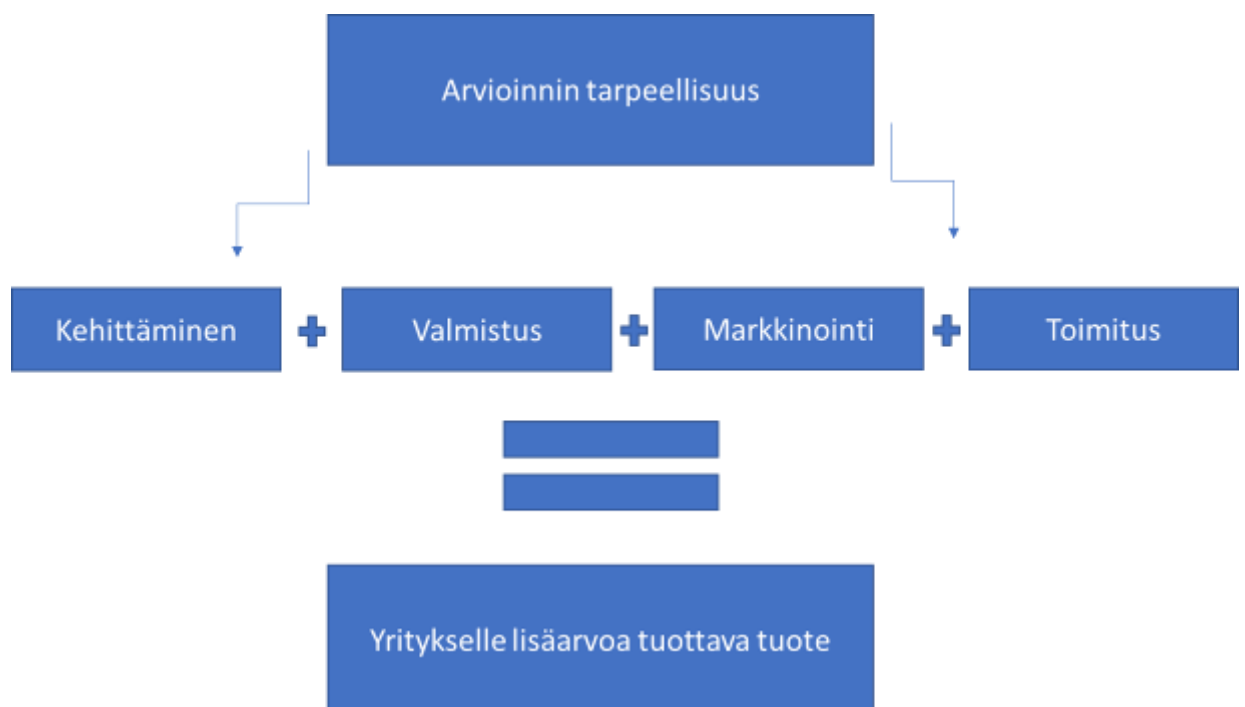 Arvioinnin tarpeellisuus
Kehittäminen
Valmistus
Markkinointi
Toimitus
Yritykselle lisäarvoa tuottava tuote